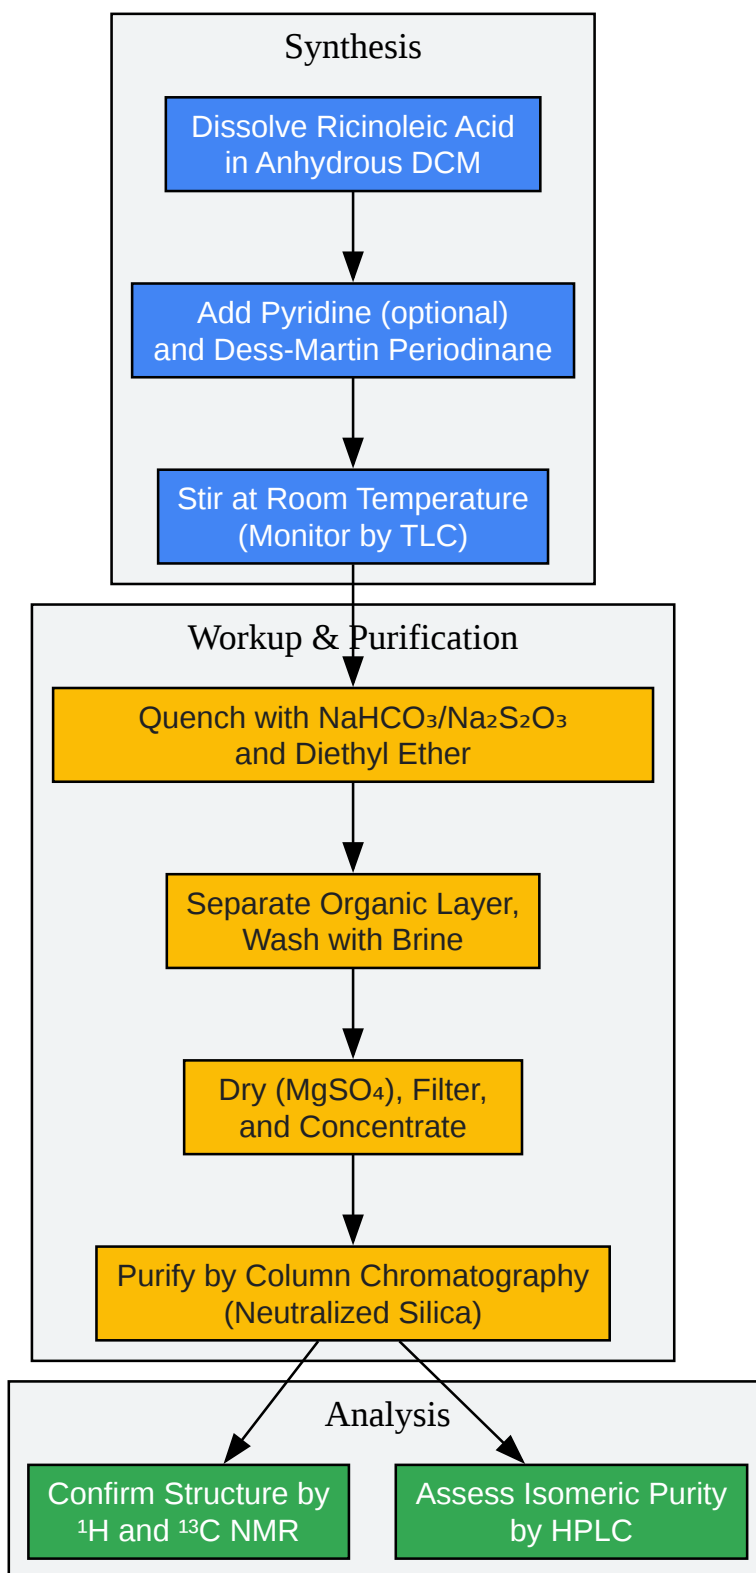 Synthesis
Dissolve Ricinoleic Acid
in Anhydrous DCM
Add Pyridine (optional)
and Dess-Martin Periodinane
Stir at Room Temperature
(Monitor by TLC)
Workup & Purification
Quench with NaHCO₃/Na₂S₂O₃
and Diethyl Ether
Separate Organic Layer,
Wash with Brine
Dry (MgSO₄), Filter,
and Concentrate
Purify by Column Chromatography
(Neutralized Silica)
Analysis
Confirm Structure by
¹H and ¹³C NMR
Assess Isomeric Purity
by HPLC